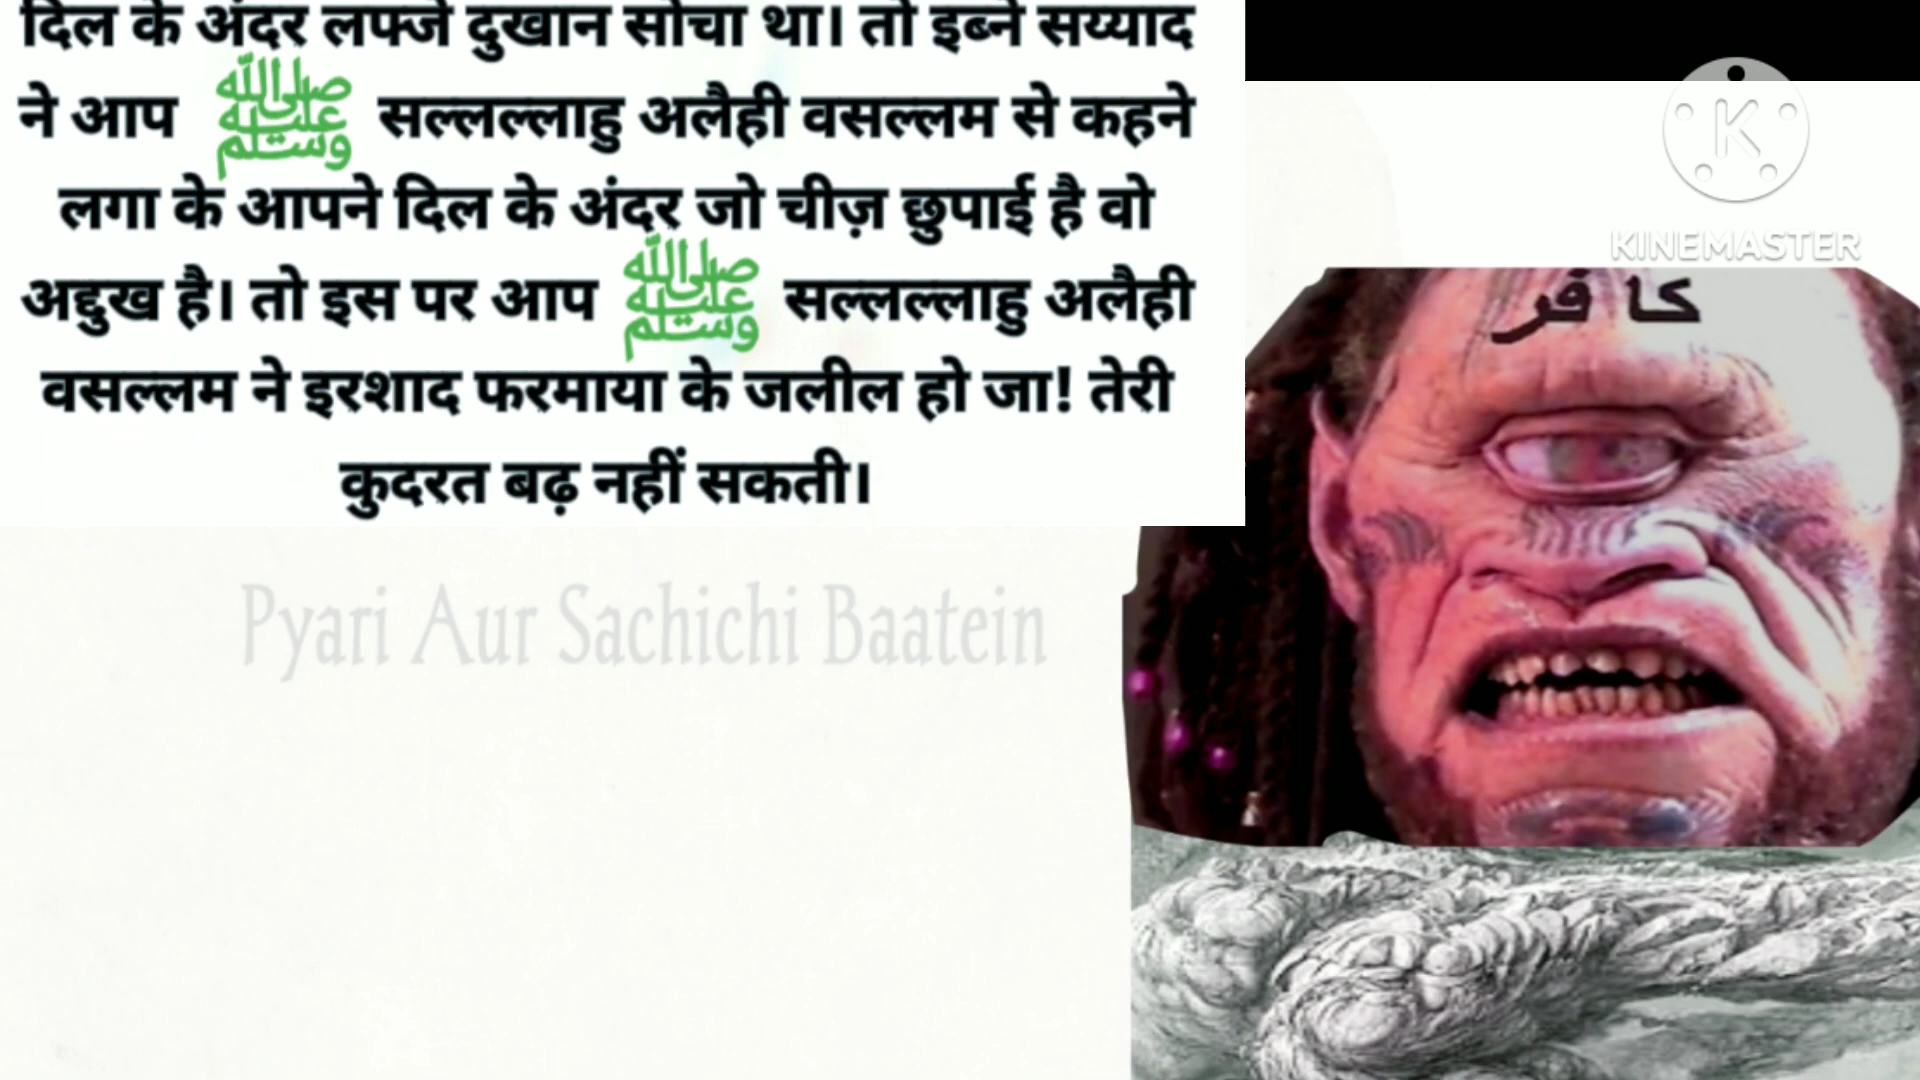 दिल के अंदर लफ्जे दुखान सोचा था। तो इब्ने सय्याद
ने आप ﷺ सल्लल्लाहु अलैही वसल्लम से कहने
लगा के आपने दिल के अंदर जो चीज़ छुपाई है वो
अद्दुख है। तो इस पर आप ﷺ सल्लल्लाहु अलैही
वसल्लम ने इरशाद फरमाया के जलील हो जा! तेरी
कुदरत बढ़ नहीं सकती।
K
KINEMASTER
كافر
Pyari Aur Sachichi Baatein